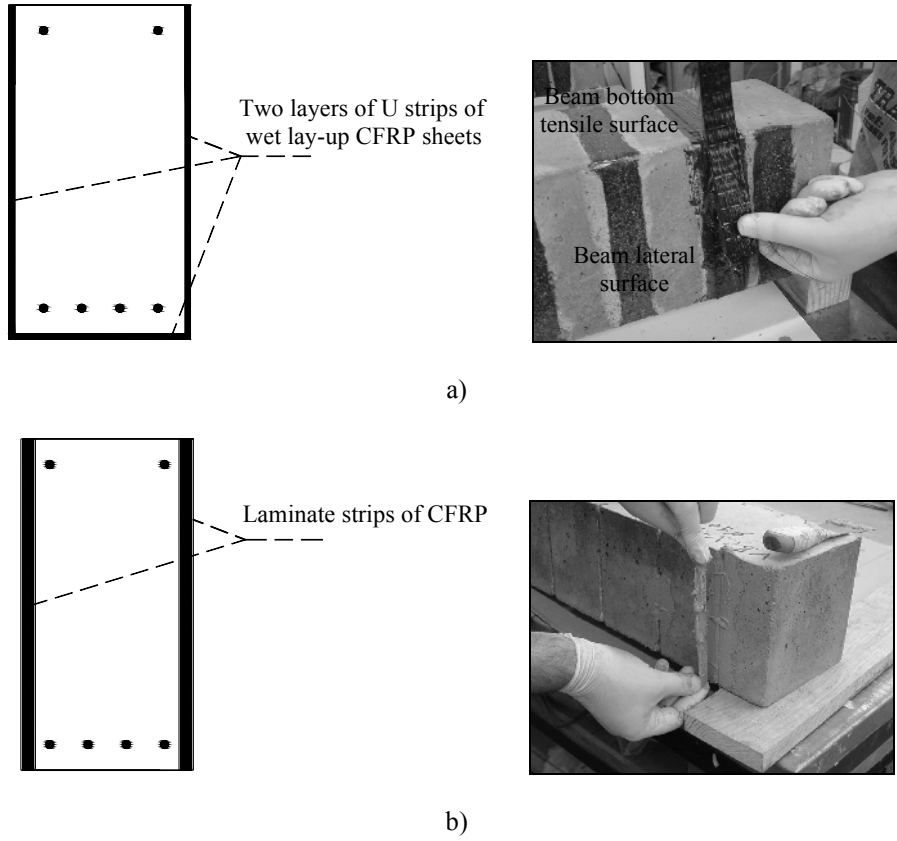 Two layers of U strips of
wet lay-up CFRP sheets
Beam bottom
tensile surface
Beam lateral
surface
a)
Laminate strips of CFRP
b)